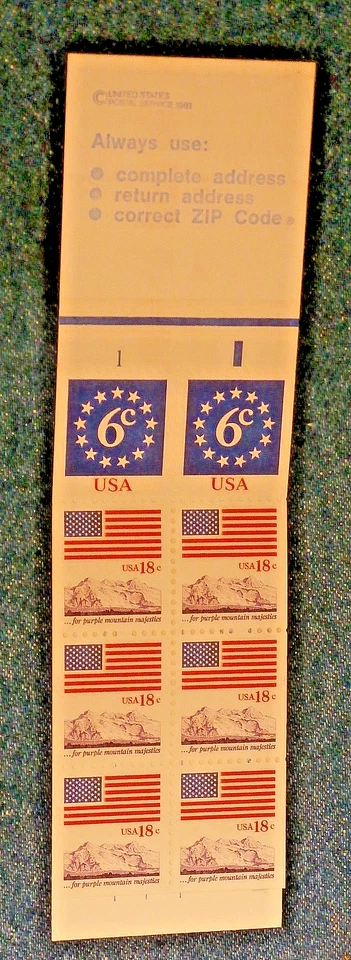 © UNITED STATES
POSTAL SERVICE 1981
Always use:
complete address
return address
correct ZIP Code®
1
6c 6c
USA USA
USA 18c USA 18c
...for purple mountain majesties ...for purple mountain majesties
USA 18c USA 18c
...for purple mountain majesties ...for purple mountain majesties
USA 18c USA 18c
...for purple mountain majesties ...for purple mountain majesties